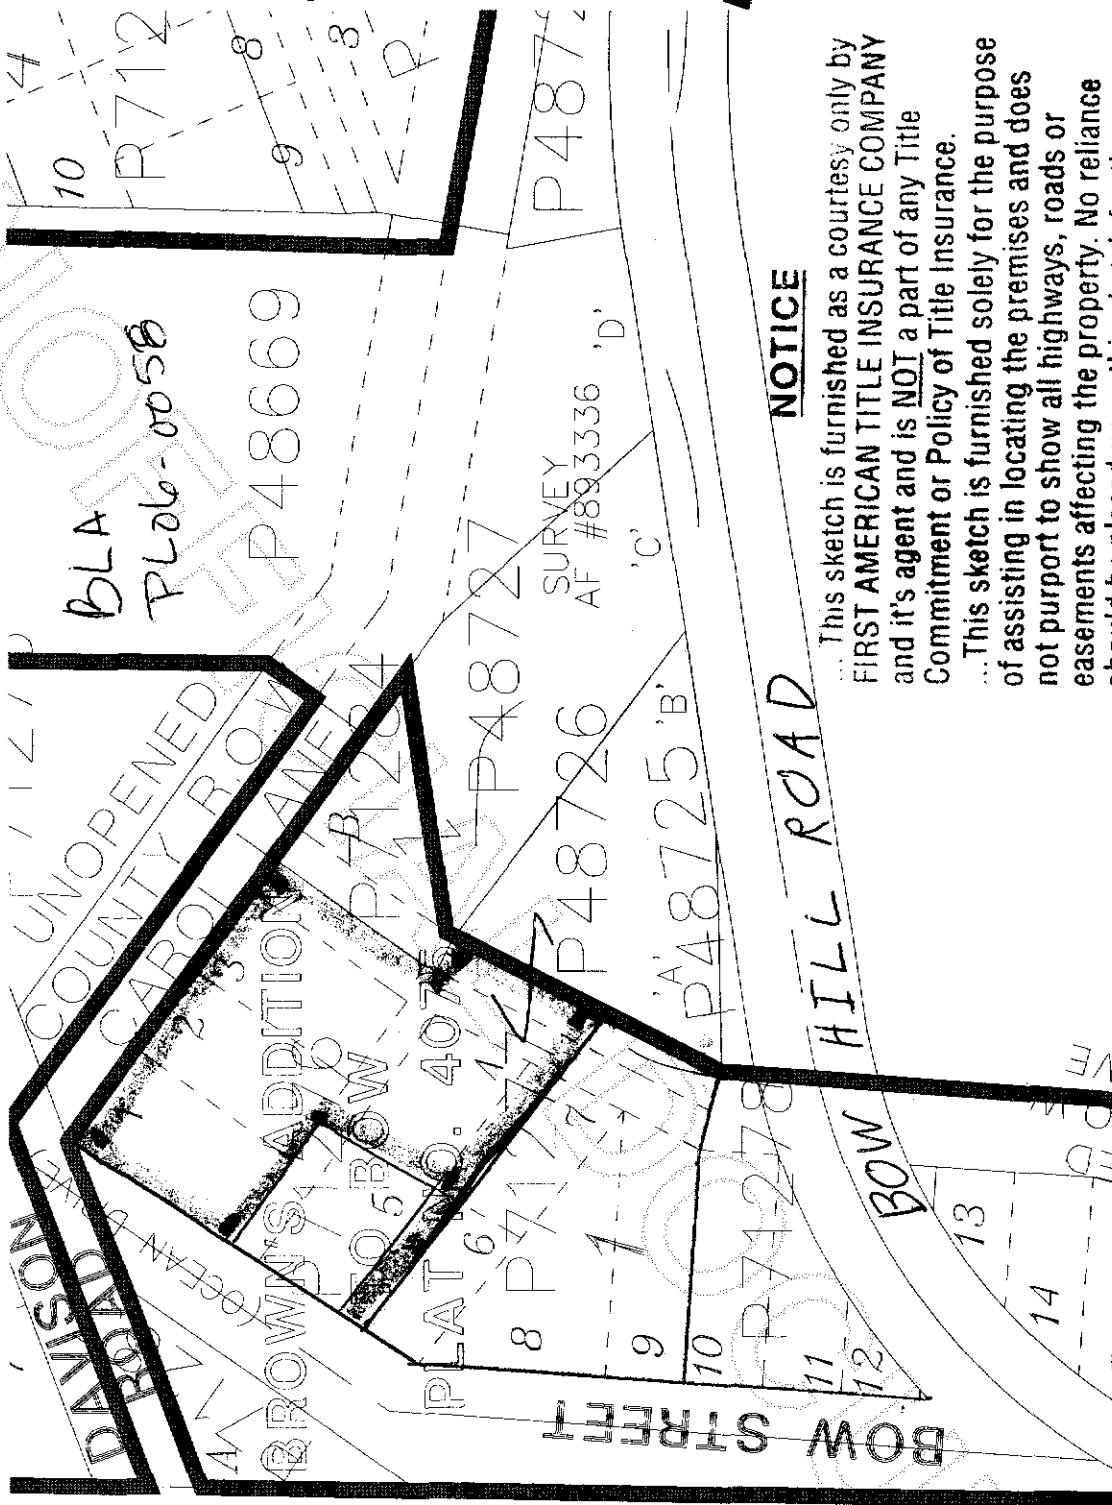 4
10
P712
8
9
3
P
BLA
PL06-0058
P48669
P4872
UNOPENED
COUNTY R.O.W.
CAROL LANE
DAVISON
ROAD
(OCEAN
BROWN'S ADDITION
TO BOW
PLAT NO. 4075
1
2
3
5
6
7
8
9
10
11
12
13
14
P48727
SURVEY
AF #893336
'D'
'C'
P48726
'B'
P48725
'A'
P71278
BOW HILL ROAD
BOW STREET
NOTICE
... This sketch is furnished as a courtesy only by
FIRST AMERICAN TITLE INSURANCE COMPANY
and it's agent and is NOT a part of any Title
Commitment or Policy of Title Insurance.
...This sketch is furnished solely for the purpose
of assisting in locating the premises and does
not purport to show all highways, roads or
easements affecting the property. No reliance